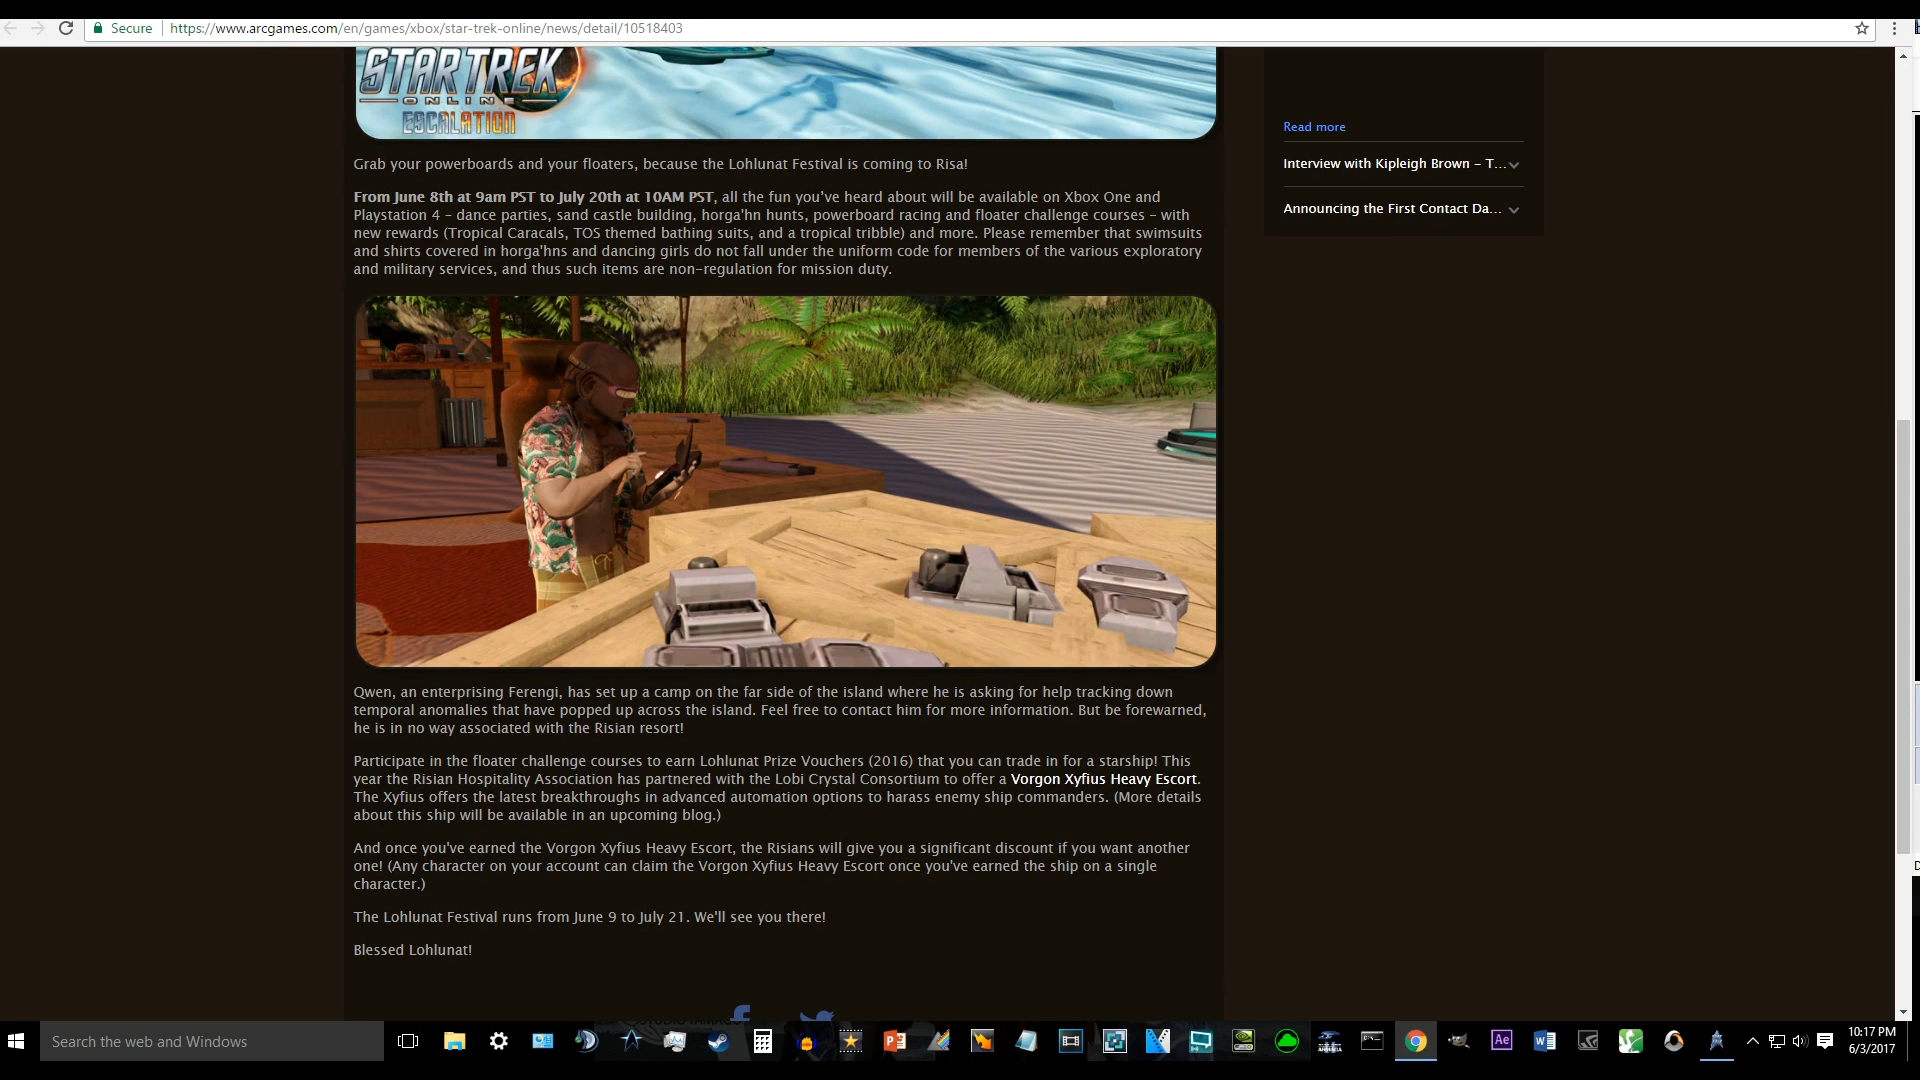 Secure
https://www.arcgames.com/en/games/xbox/star-trek-online/news/detail/10518403
STAR TREK
ONLINE
ESCALATION
Grab your powerboards and your floaters, because the Lohlunat Festival is coming to Risa!
From June 8th at 9am PST to July 20th at 10AM PST, all the fun you've heard about will be available on Xbox One and
Playstation 4 – dance parties, sand castle building, horga'hn hunts, powerboard racing and floater challenge courses – with
new rewards (Tropical Caracals, TOS themed bathing suits, and a tropical tribble) and more. Please remember that swimsuits
and shirts covered in horga'hns and dancing girls do not fall under the uniform code for members of the various exploratory
and military services, and thus such items are non-regulation for mission duty.
Qwen, an enterprising Ferengi, has set up a camp on the far side of the island where he is asking for help tracking down
temporal anomalies that have popped up across the island. Feel free to contact him for more information. But be forewarned,
he is in no way associated with the Risian resort!
Participate in the floater challenge courses to earn Lohlunat Prize Vouchers (2016) that you can trade in for a starship! This
year the Risian Hospitality Association has partnered with the Lobi Crystal Consortium to offer a Vorgon Xyfius Heavy Escort.
The Xyfius offers the latest breakthroughs in advanced automation options to harass enemy ship commanders. (More details
about this ship will be available in an upcoming blog.)
And once you've earned the Vorgon Xyfius Heavy Escort, the Risians will give you a significant discount if you want another
one! (Any character on your account can claim the Vorgon Xyfius Heavy Escort once you've earned the ship on a single
character.)
The Lohlunat Festival runs from June 9 to July 21. We'll see you there!
Blessed Lohlunat!
Read more
Interview with Kipleigh Brown – T...
Announcing the First Contact Da...
Search the web and Windows
Ae
10:17 PM
6/3/2017